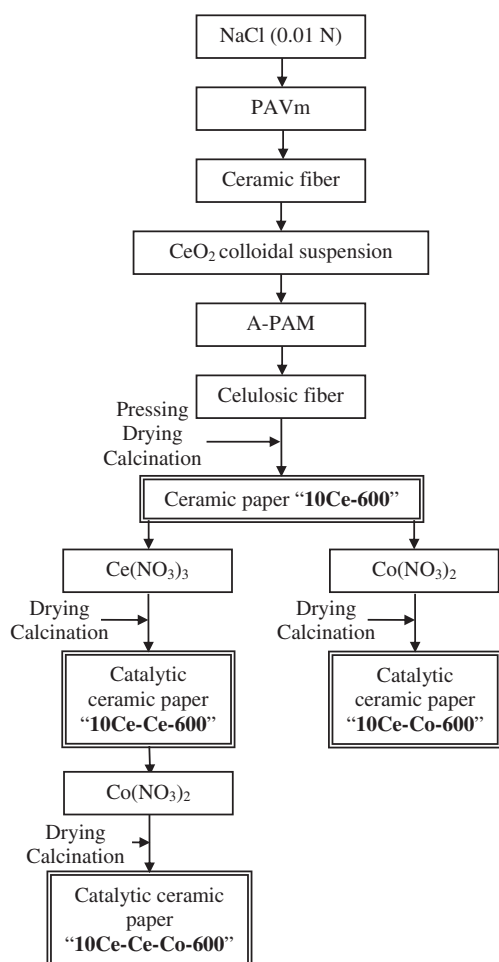 NaCl (0.01 N)
PAVm
Ceramic fiber
CeO₂ colloidal suspension
A-PAM
Celulosic fiber
Pressing
Drying
Calcination
Ceramic paper “10Ce-600”
Ce(NO₃)₃
Co(NO₃)₂
Drying
Calcination
Drying
Calcination
Catalytic
ceramic paper
“10Ce-Ce-600”
Catalytic
ceramic paper
“10Ce-Co-600”
Co(NO₃)₂
Drying
Calcination
Catalytic ceramic
paper
“10Ce-Ce-Co-600”